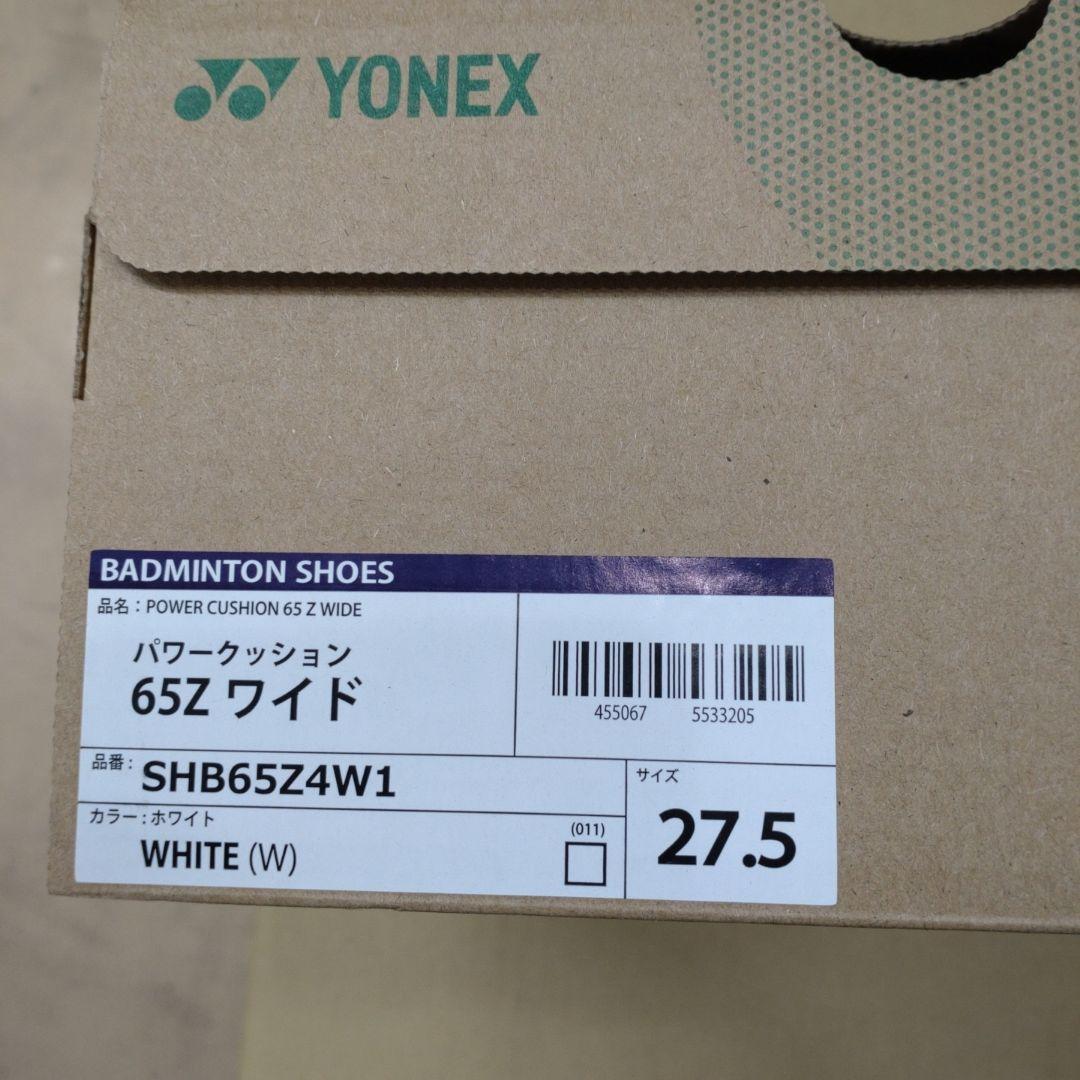 YONEX
BADMINTON SHOES
品名：POWER CUSHION 65 Z WIDE
パワークッション
65Z ワイド
455067 5533205
品番：SHB65Z4W1
カラー：ホワイト
WHITE (W)
(011)
サイズ
27.5